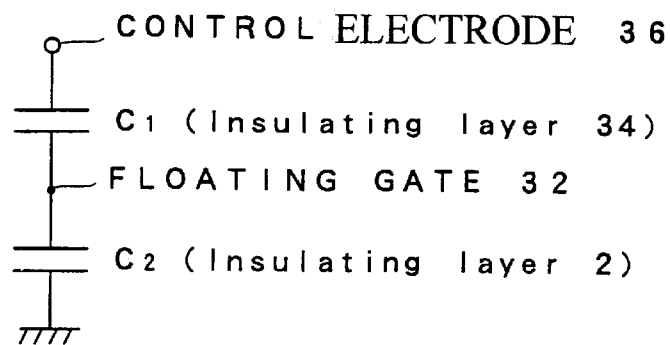 CONTROL ELECTRODE 36
C1 (Insulating layer 34)
FLOATING GATE 32
C2 (Insulating layer 2)